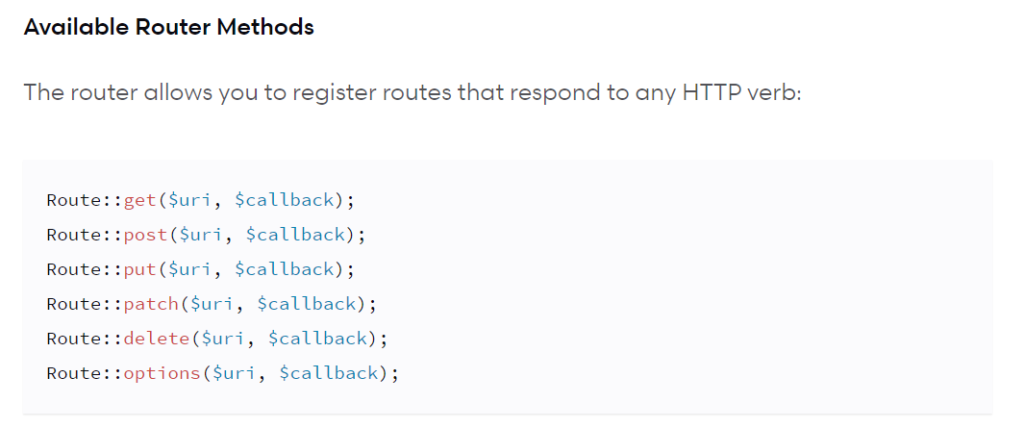 Available Router Methods
The router allows you to register routes that respond to any HTTP verb:
Route::get($uri, $callback);
Route::post($uri, $callback);
Route::put($uri, $callback);
Route::patch($uri, $callback);
Route::delete($uri, $callback);
Route::options($uri, $callback);